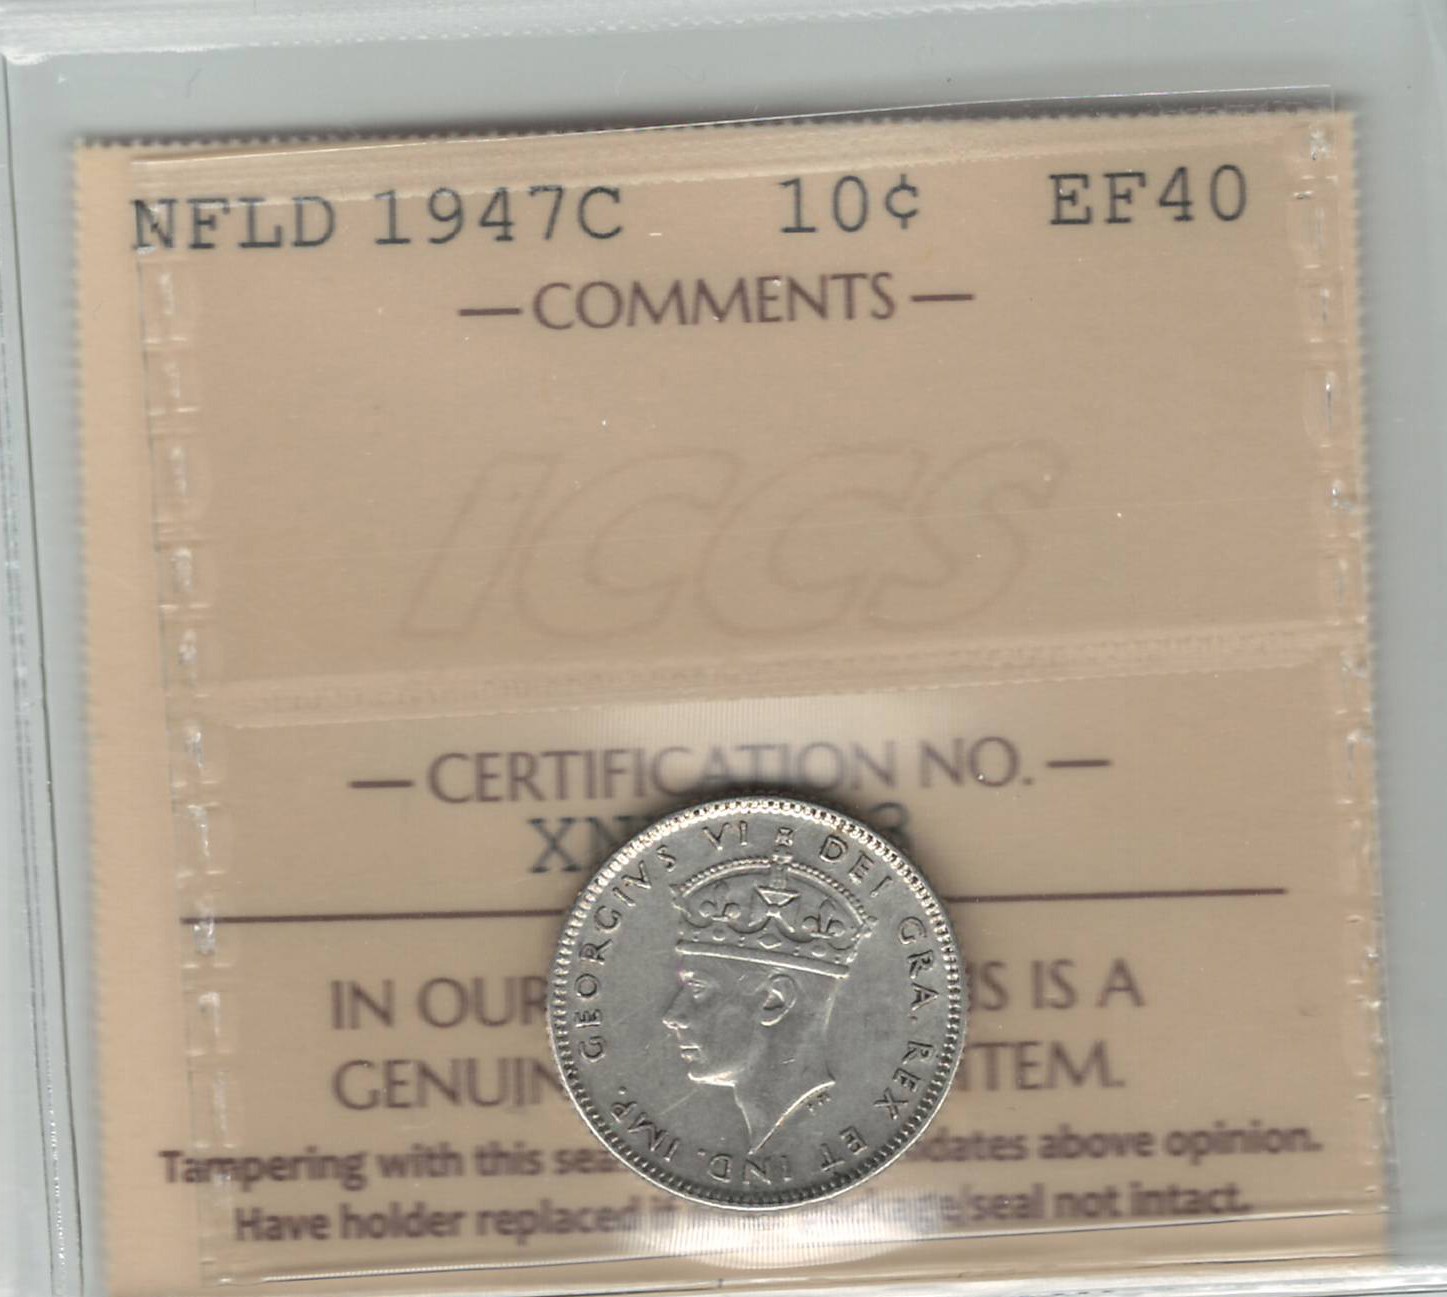 NFLD 1947C 10¢ EF40
— COMMENTS —
ICCS
— CERTIFICATION NO. —
IN OUR IS A
GENUIN ITEM.
Tampering with this sea dates above opinion.
Have holder replaced seal not intact.
GEORGIVS VI DEI GRA. REX ET IND. IMP.